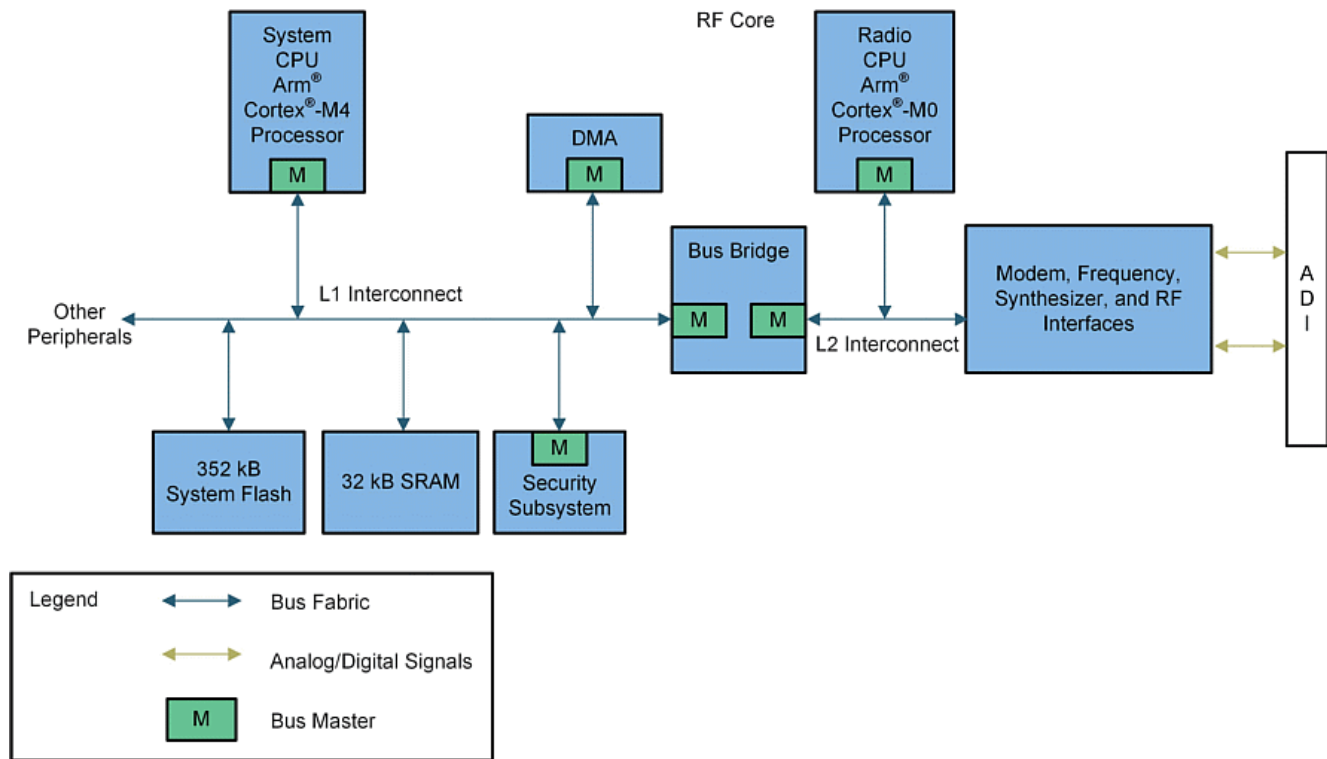 RF Core
System
CPU
Arm®
Cortex®-M4
Processor
M
DMA
M
Radio
CPU
Arm®
Cortex®-M0
Processor
M
Bus Bridge
M
M
Modem, Frequency,
Synthesizer, and RF
Interfaces
A
D
I
L1 Interconnect
Other
Peripherals
L2 Interconnect
352 kB
System Flash
32 kB SRAM
M
Security
Subsystem
Legend
Bus Fabric
Analog/Digital Signals
M
Bus Master